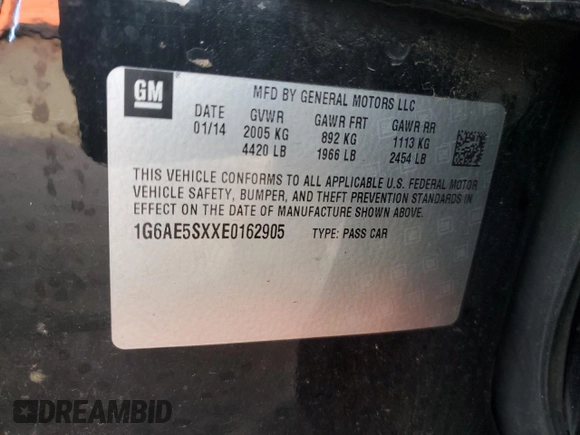 GM
MFD BY GENERAL MOTORS LLC
DATE GVWR GAWR FRT GAWR RR
01/14 2005 KG 892 KG 1113 KG
4420 LB 1966 LB 2454 LB
THIS VEHICLE CONFORMS TO ALL APPLICABLE U.S. FEDERAL MOTOR
VEHICLE SAFETY, BUMPER, AND THEFT PREVENTION STANDARDS IN
EFFECT ON THE DATE OF MANUFACTURE SHOWN ABOVE.
1G6AE5SXXE0162905 TYPE: PASS CAR
DREAMBID